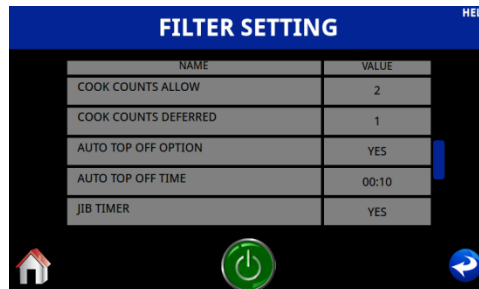 FILTER SETTING
NAME VALUE
COOK COUNTS ALLOW 2
COOK COUNTS DEFERRED 1
AUTO TOP OFF OPTION YES
AUTO TOP OFF TIME 00:10
JIB TIMER YES